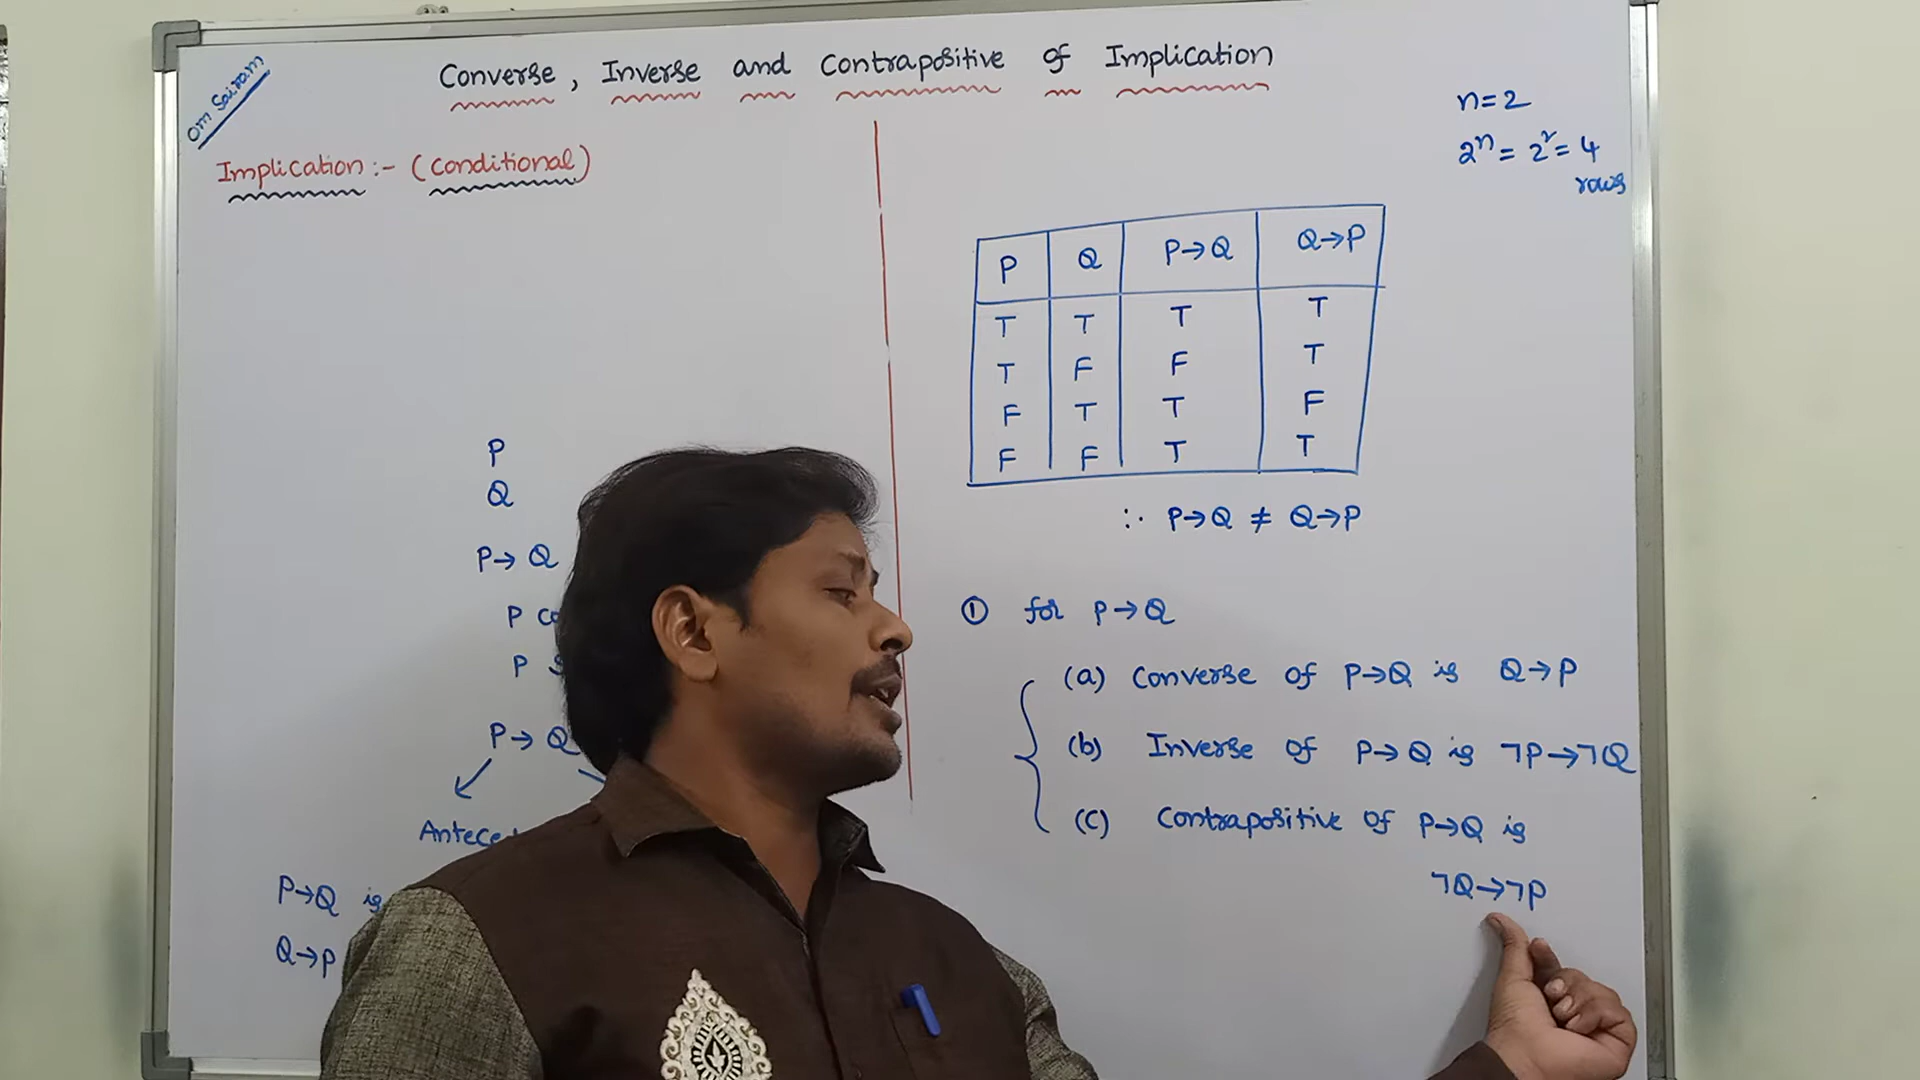 Om Sairam
Converse, Inverse and Contrapositive of Implication
Implication :- (conditional)
P
Q
P→Q
P
P
P→Q
P→Q is
Q→P
n=2
2ⁿ = 2² = 4
rows
P Q P→Q Q→P
T T T T
T F F T
F T T F
F F T T
∴ P→Q ≠ Q→P
① for P→Q
(a) Converse of P→Q is Q→P
(b) Inverse of P→Q is ¬P→¬Q
(c) Contrapositive of P→Q is
¬Q→¬P